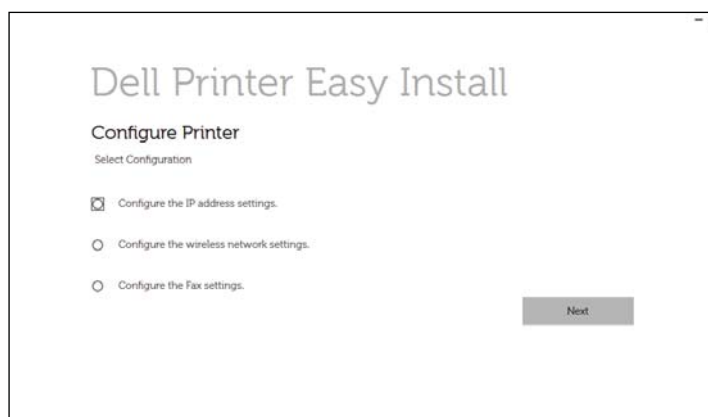 Dell Printer Easy Install
Configure Printer
Select Configuration
Configure the IP address settings.
Configure the wireless network settings.
Configure the Fax settings.
Next